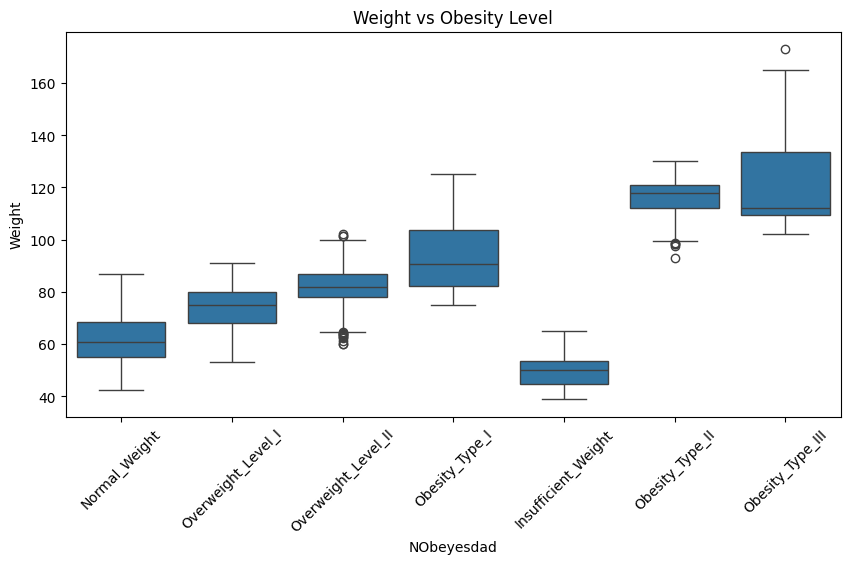 Weight vs Obesity Level
Weight
160
140
120
100
80
60
40
Normal_Weight
Overweight_Level_I
Overweight_Level_II
Obesity_Type_I
Insufficient_Weight
Obesity_Type_II
Obesity_Type_III
NObeyesdad